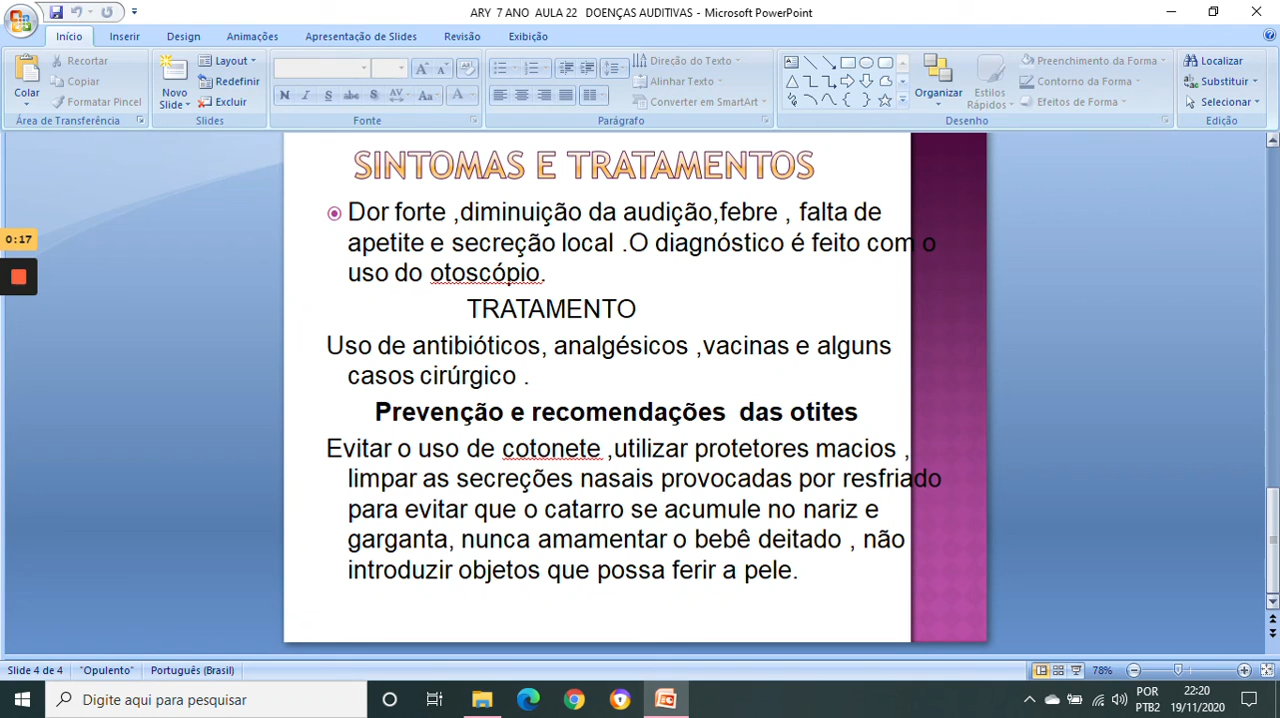 ARY 7 ANO AULA 22 DOENÇAS AUDITIVAS - Microsoft PowerPoint
Início Inserir Design Animações Apresentação de Slides Revisão Exibição
Colar
Recortar
Copiar
Formatar Pincel
Área de Transferência
Novo Slide
Layout
Redefinir
Excluir
Slides
N I S abc S AV Aa A
Fonte
Direção do Texto
Alinhar Texto
Converter em SmartArt
Parágrafo
Organizar
Estilos Rápidos
Preenchimento da Forma
Contorno da Forma
Efeitos de Forma
Desenho
Localizar
Substituir
Selecionar
Edição
0:17
SINTOMAS E TRATAMENTOS
Dor forte ,diminuição da audição,febre , falta de
apetite e secreção local .O diagnóstico é feito com o
uso do otoscópio.
TRATAMENTO
Uso de antibióticos, analgésicos ,vacinas e alguns
casos cirúrgico .
Prevenção e recomendações das otites
Evitar o uso de cotonete ,utilizar protetores macios ,
limpar as secreções nasais provocadas por resfriado
para evitar que o catarro se acumule no nariz e
garganta, nunca amamentar o bebê deitado , não
introduzir objetos que possa ferir a pele.
Slide 4 de 4 "Opulento" Português (Brasil) 78%
Digite aqui para pesquisar
POR
PTB2
22:20
19/11/2020